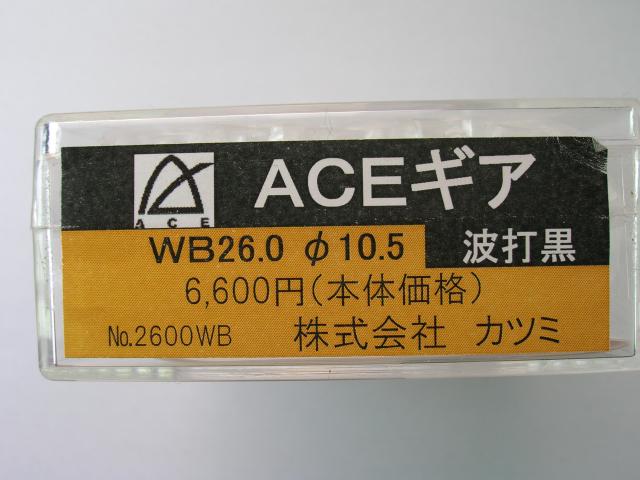 ACE
ACEギア
WB26.0 φ10.5 波打黒
6,600円(本体価格)
No.2600WB 株式会社 カツミ